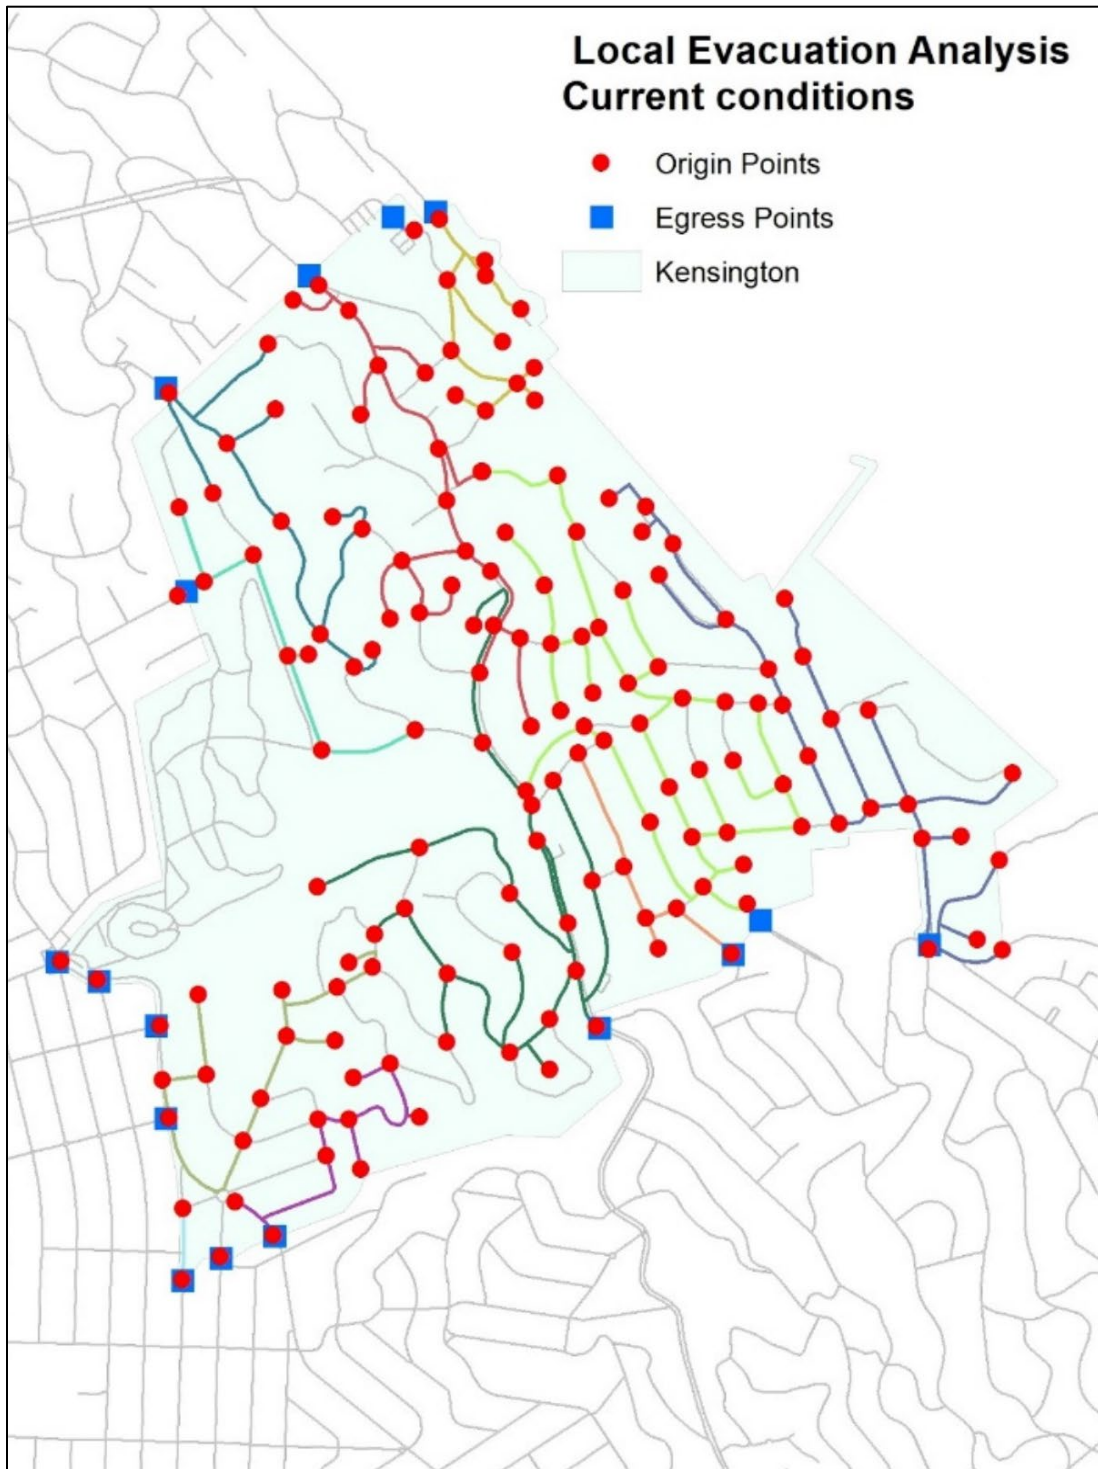 Local Evacuation Analysis
Current conditions
Origin Points
Egress Points
Kensington